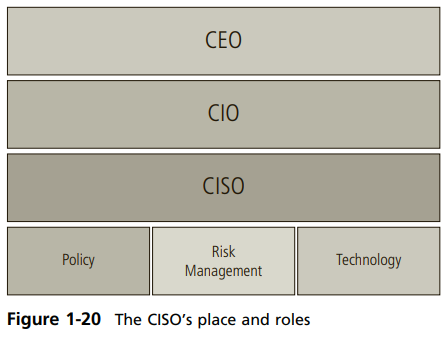 CEO
CIO
CISO
Policy
Risk
Management
Technology
Figure 1-20 The CISO's place and roles